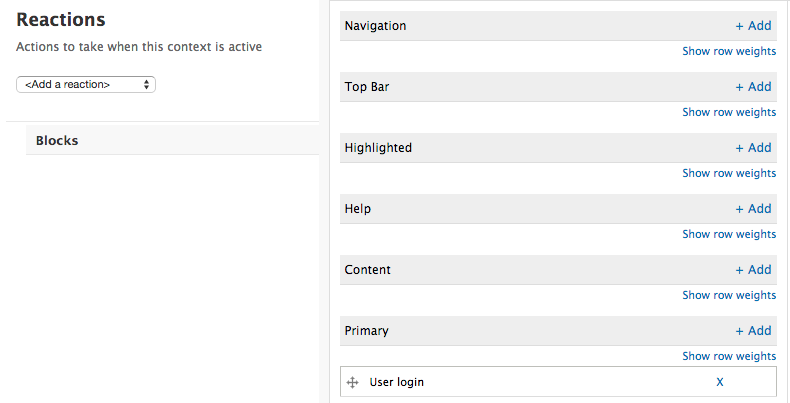 Reactions
Actions to take when this context is active
<Add a reaction>
Blocks
Navigation + Add
Show row weights
Top Bar + Add
Show row weights
Highlighted + Add
Show row weights
Help + Add
Show row weights
Content + Add
Show row weights
Primary + Add
Show row weights
User login X